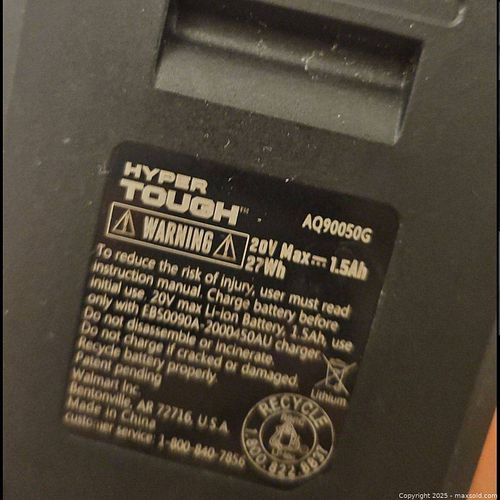 HYPER
TOUGH™
AQ90050G
WARNING
20V Max⎓ 1.5Ah
27Wh
To reduce the risk of injury, user must read
instruction manual. Charge battery before
initial use, 20V max Li-Ion Battery, 1.5Ah, use
only with EBS0090A-2000450AU charger.
Do not disassemble or incinerate.
Do not charge if cracked or damaged.
Recycle battery properly.
Patent pending
Walmart Inc.
Bentonville, AR 72716, U.S.A
Made in China
customer service 1-800-840-7856
Lithium
RECYCLE
1.800.822.8837
Copyright 2025 - maxsold.com